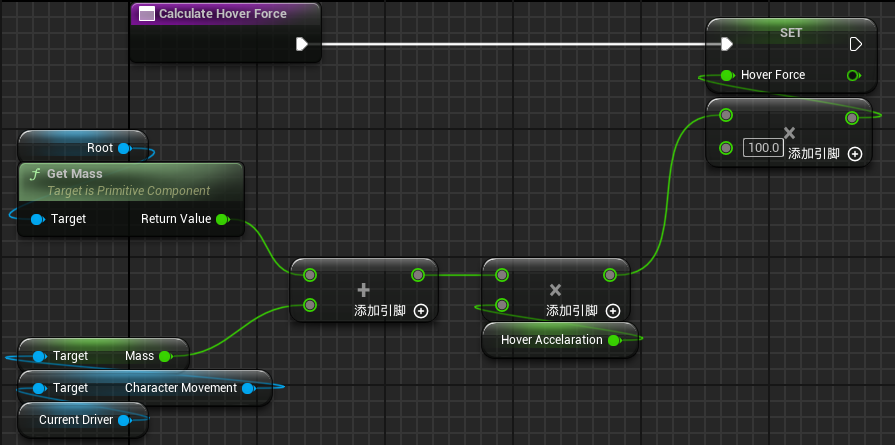 Calculate Hover Force
SET
Hover Force
100.0
添加引脚
Root
Get Mass
Target is Primitive Component
Target Return Value
添加引脚
添加引脚
Hover Accelaration
Target Mass
Target Character Movement
Current Driver